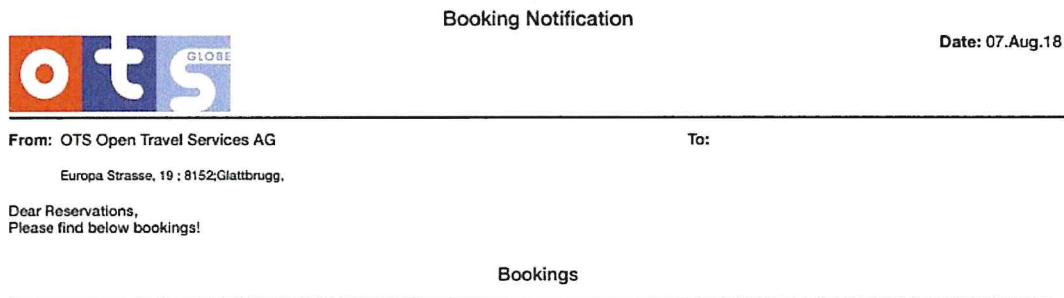 Booking Notification
Date: 07.Aug.18
ots GLOBE
From: OTS Open Travel Services AG
To:
Europa Strasse, 19 ; 8152;Glattbrugg,
Dear Reservations,
Please find below bookings!
Bookings